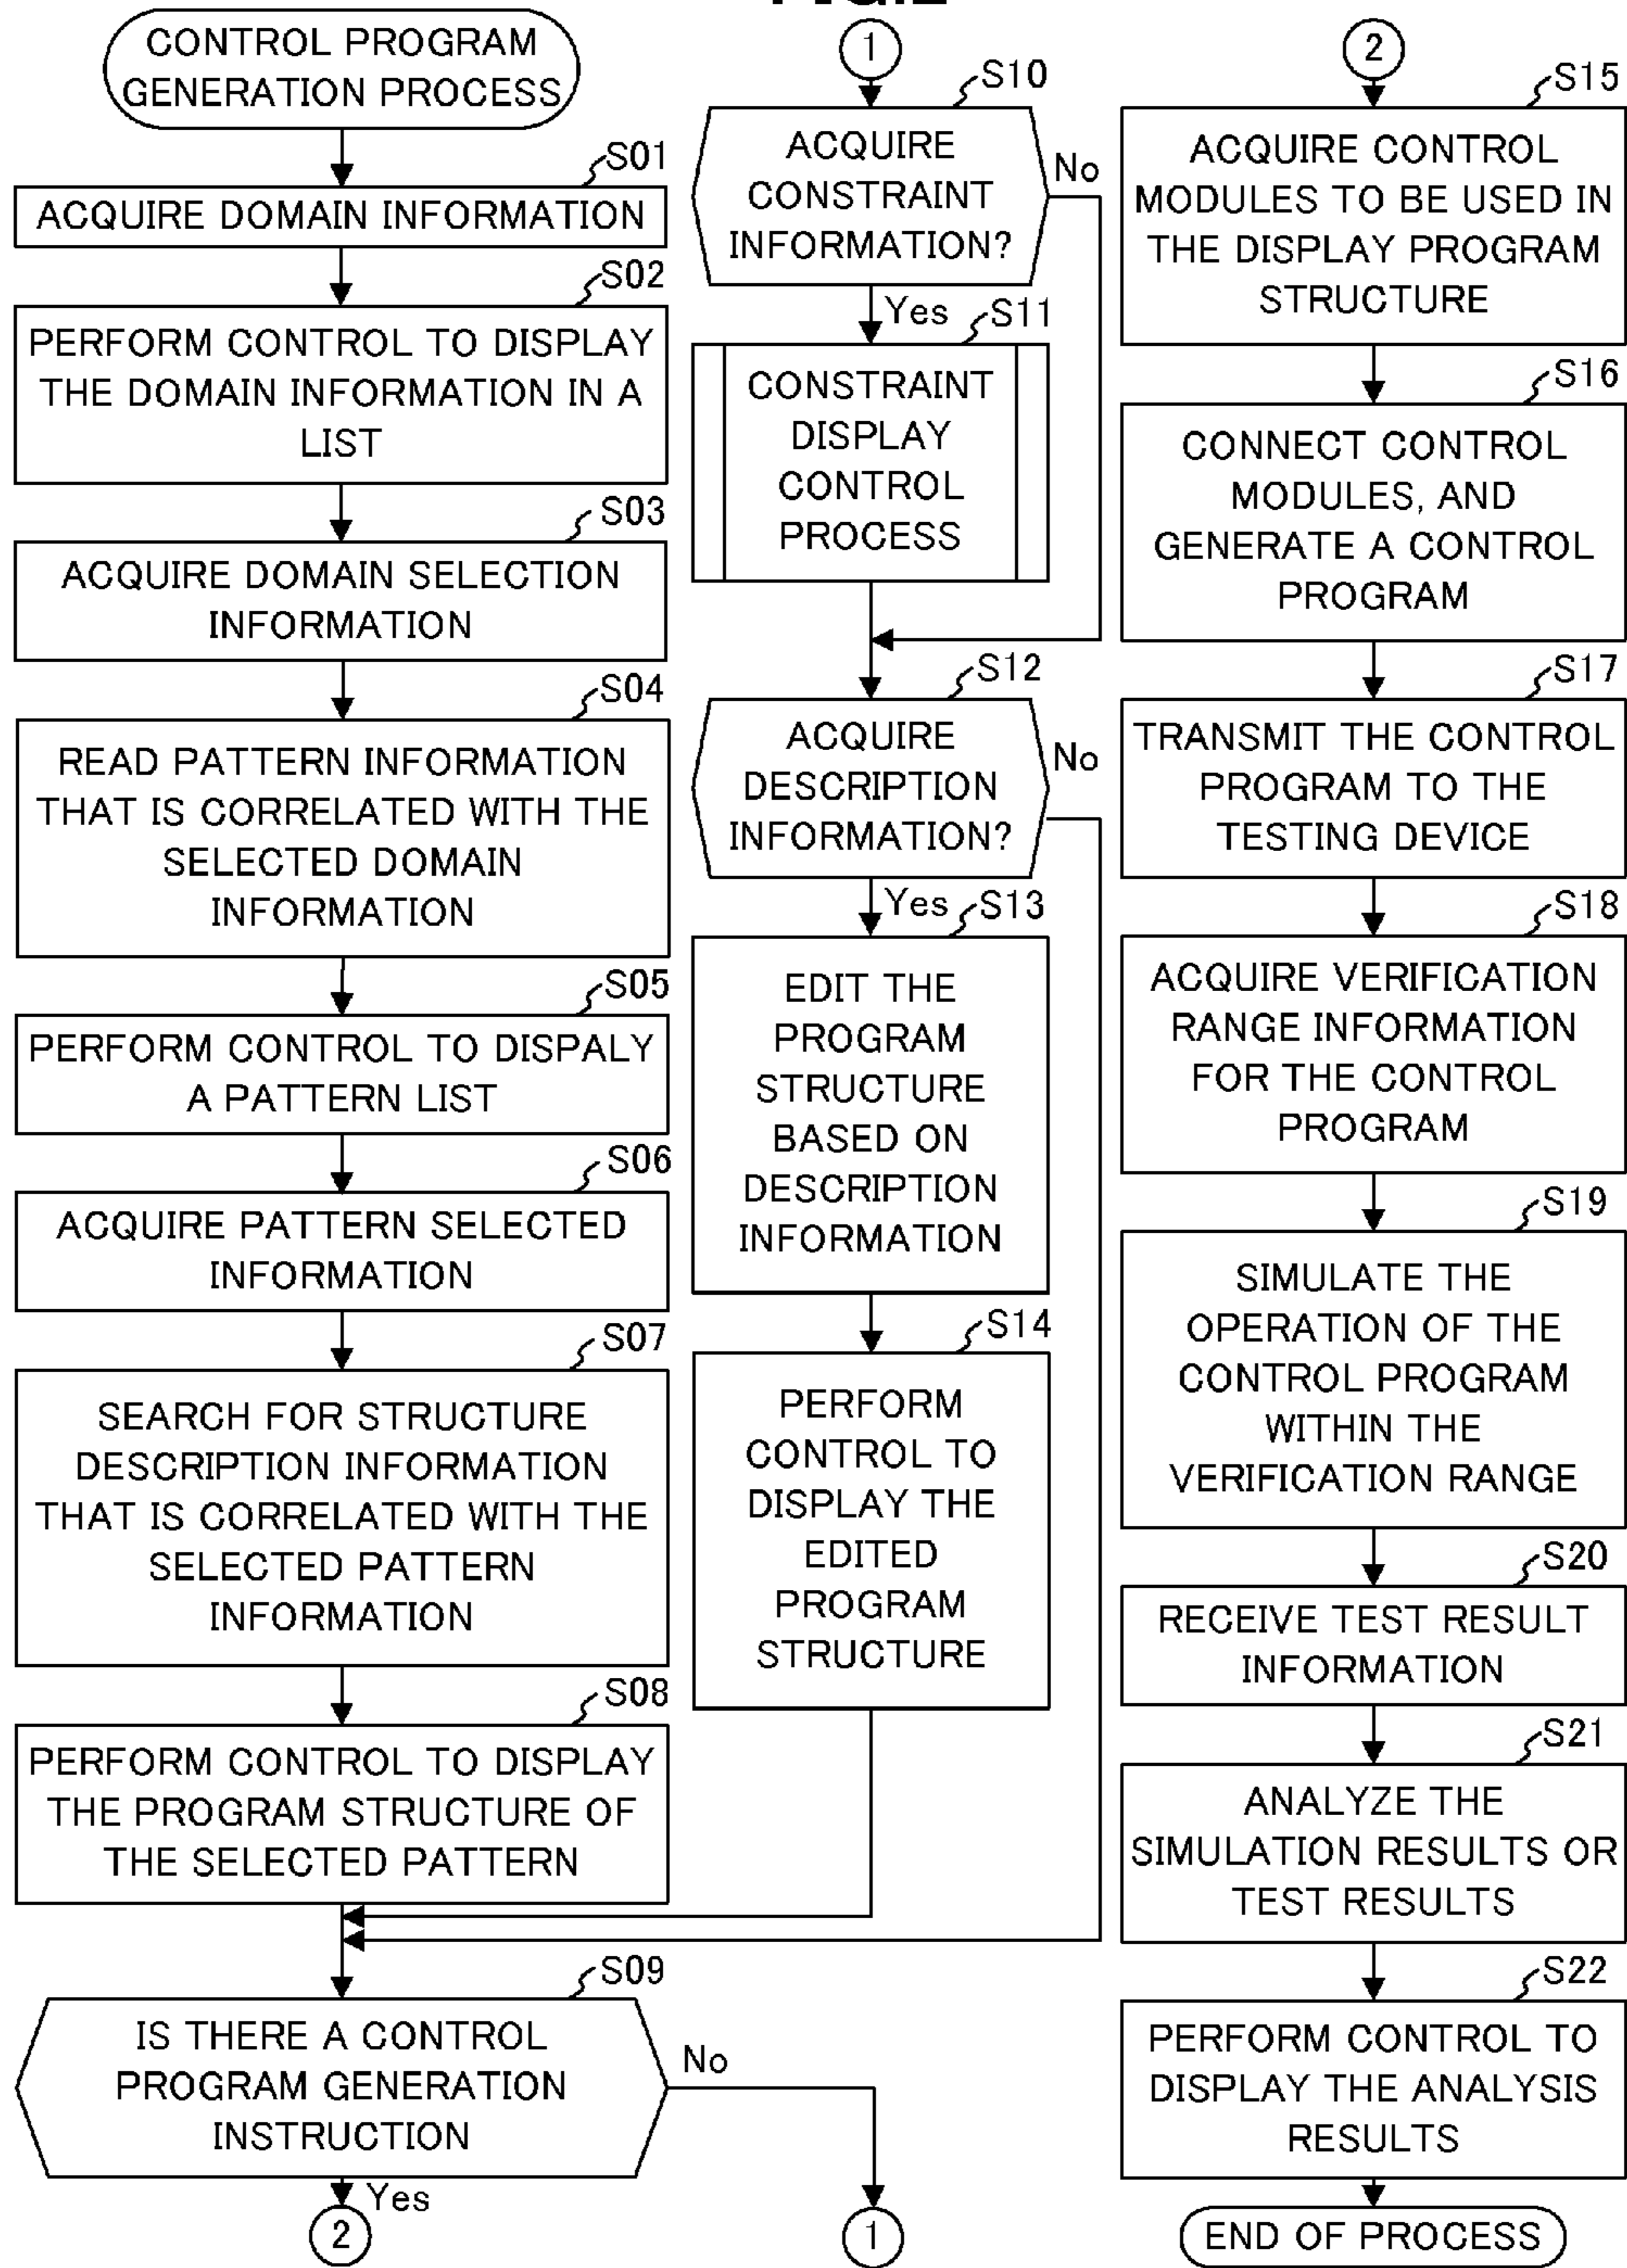 CONTROL PROGRAM
GENERATION PROCESS
S01
ACQUIRE DOMAIN INFORMATION
S02
PERFORM CONTROL TO DISPLAY
THE DOMAIN INFORMATION IN A
LIST
S03
ACQUIRE DOMAIN SELECTION
INFORMATION
S04
READ PATTERN INFORMATION
THAT IS CORRELATED WITH THE
SELECTED DOMAIN
INFORMATION
S05
PERFORM CONTROL TO DISPALY
A PATTERN LIST
S06
ACQUIRE PATTERN SELECTED
INFORMATION
S07
SEARCH FOR STRUCTURE
DESCRIPTION INFORMATION
THAT IS CORRELATED WITH THE
SELECTED PATTERN
INFORMATION
S08
PERFORM CONTROL TO DISPLAY
THE PROGRAM STRUCTURE OF
THE SELECTED PATTERN
S09
IS THERE A CONTROL
PROGRAM GENERATION
INSTRUCTION
No
Yes
2
1
1
S10
ACQUIRE
CONSTRAINT
INFORMATION?
No
Yes
S11
CONSTRAINT
DISPLAY
CONTROL
PROCESS
S12
ACQUIRE
DESCRIPTION
INFORMATION?
No
Yes
S13
EDIT THE
PROGRAM
STRUCTURE
BASED ON
DESCRIPTION
INFORMATION
S14
PERFORM
CONTROL TO
DISPLAY THE
EDITED
PROGRAM
STRUCTURE
2
S15
ACQUIRE CONTROL
MODULES TO BE USED IN
THE DISPLAY PROGRAM
STRUCTURE
S16
CONNECT CONTROL
MODULES, AND
GENERATE A CONTROL
PROGRAM
S17
TRANSMIT THE CONTROL
PROGRAM TO THE
TESTING DEVICE
S18
ACQUIRE VERIFICATION
RANGE INFORMATION
FOR THE CONTROL
PROGRAM
S19
SIMULATE THE
OPERATION OF THE
CONTROL PROGRAM
WITHIN THE
VERIFICATION RANGE
S20
RECEIVE TEST RESULT
INFORMATION
S21
ANALYZE THE
SIMULATION RESULTS OR
TEST RESULTS
S22
PERFORM CONTROL TO
DISPLAY THE ANALYSIS
RESULTS
END OF PROCESS